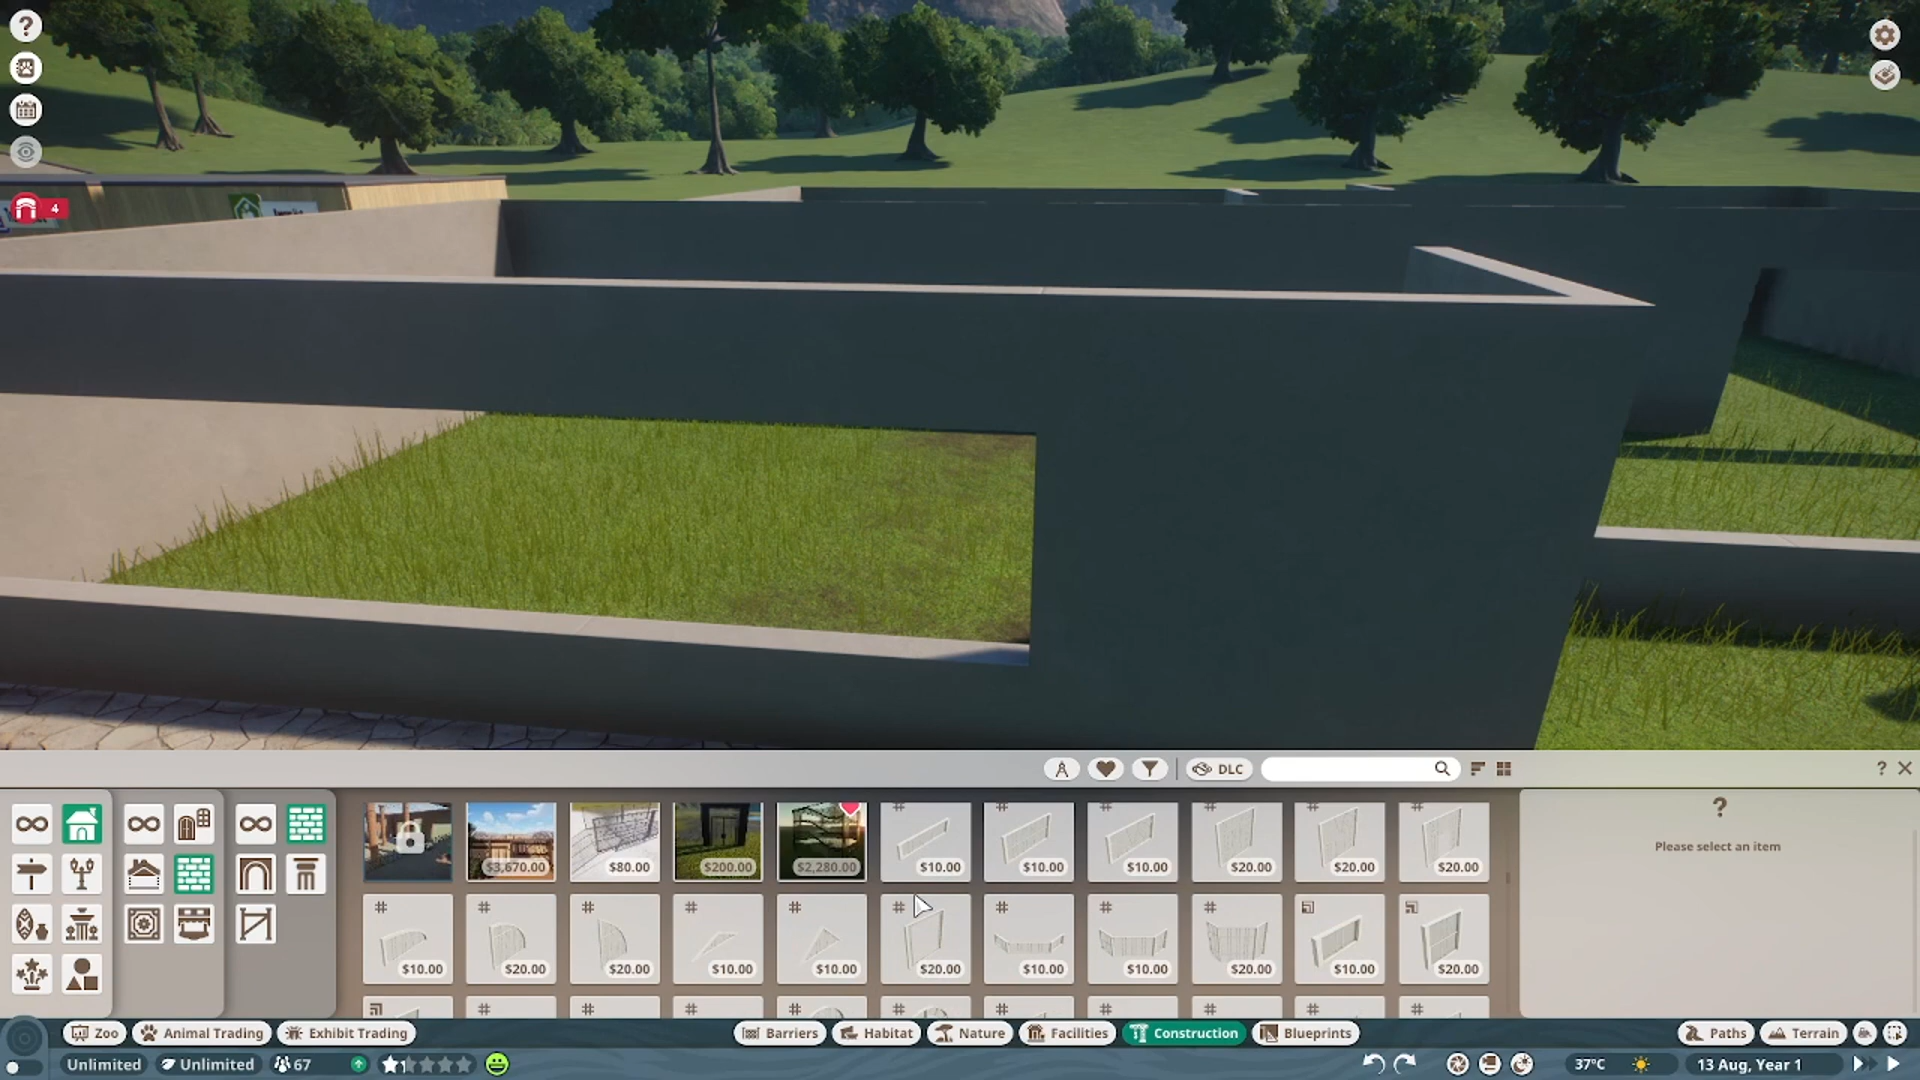 4
DLC
$3,670.00
$80.00
$200.00
$2,280.00
$10.00
$10.00
$10.00
$20.00
$20.00
$20.00
$10.00
$20.00
$20.00
$10.00
$10.00
$20.00
$10.00
$10.00
$20.00
$10.00
$20.00
?
Please select an item
Zoo
Animal Trading
Exhibit Trading
Barriers
Habitat
Nature
Facilities
Construction
Blueprints
Paths
Terrain
Unlimited
Unlimited
67
37°C
13 Aug, Year 1